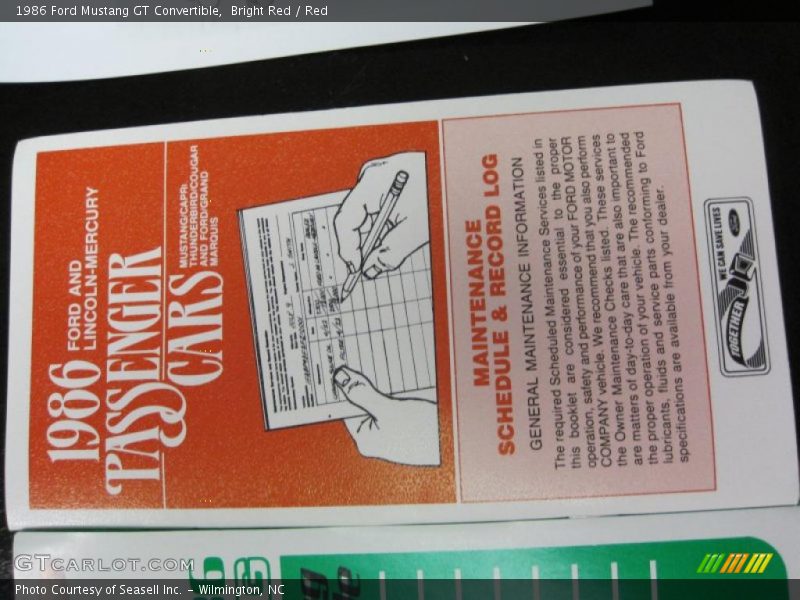 1986 Ford Mustang GT Convertible,  Bright Red / Red
1986
FORD AND
LINCOLN-MERCURY
PASSENGER
& CARS
MUSTANG/CAPRI
THUNDERBIRD/COUGAR
AND FORD/GRAND
MARQUIS
MAINTENANCE
SCHEDULE & RECORD LOG
GENERAL MAINTENANCE INFORMATION
The required Scheduled Maintenance Services listed in
this booklet are considered essential to the proper
operation, safety and performance of your FORD MOTOR
COMPANY vehicle. We recommend that you also perform
the Owner Maintenance Checks listed. These services
are matters of day-to-day care that are also important to
the proper operation of your vehicle. The recommended
lubricants, fluids and service parts conforming to Ford
specifications are available from your dealer.
TOGETHER
WE CAN SAVE LIVES
Ford
GTCARLOT.COM
Photo Courtesy of Seasell Inc. - Wilmington, NC